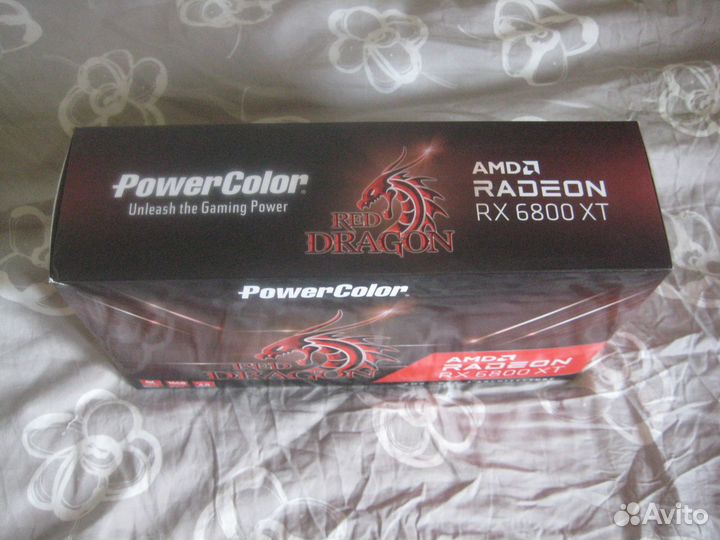 PowerColor
Unleash the Gaming Power
RED
DRAGON
AMD
RADEON
RX 6800 XT
PowerColor
RED
DRAGON
AMD
RADEON
RX 6800 XT
Avito